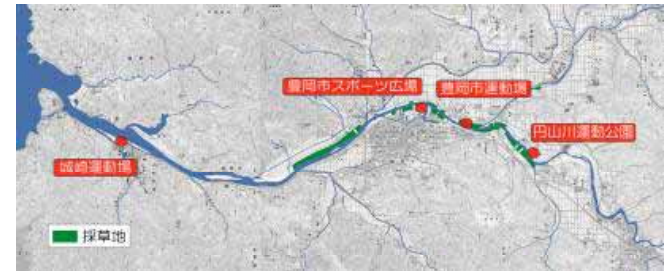 豊岡市スポーツ広場
豊岡市運動場
円山川運動公園
城崎運動場
採草地